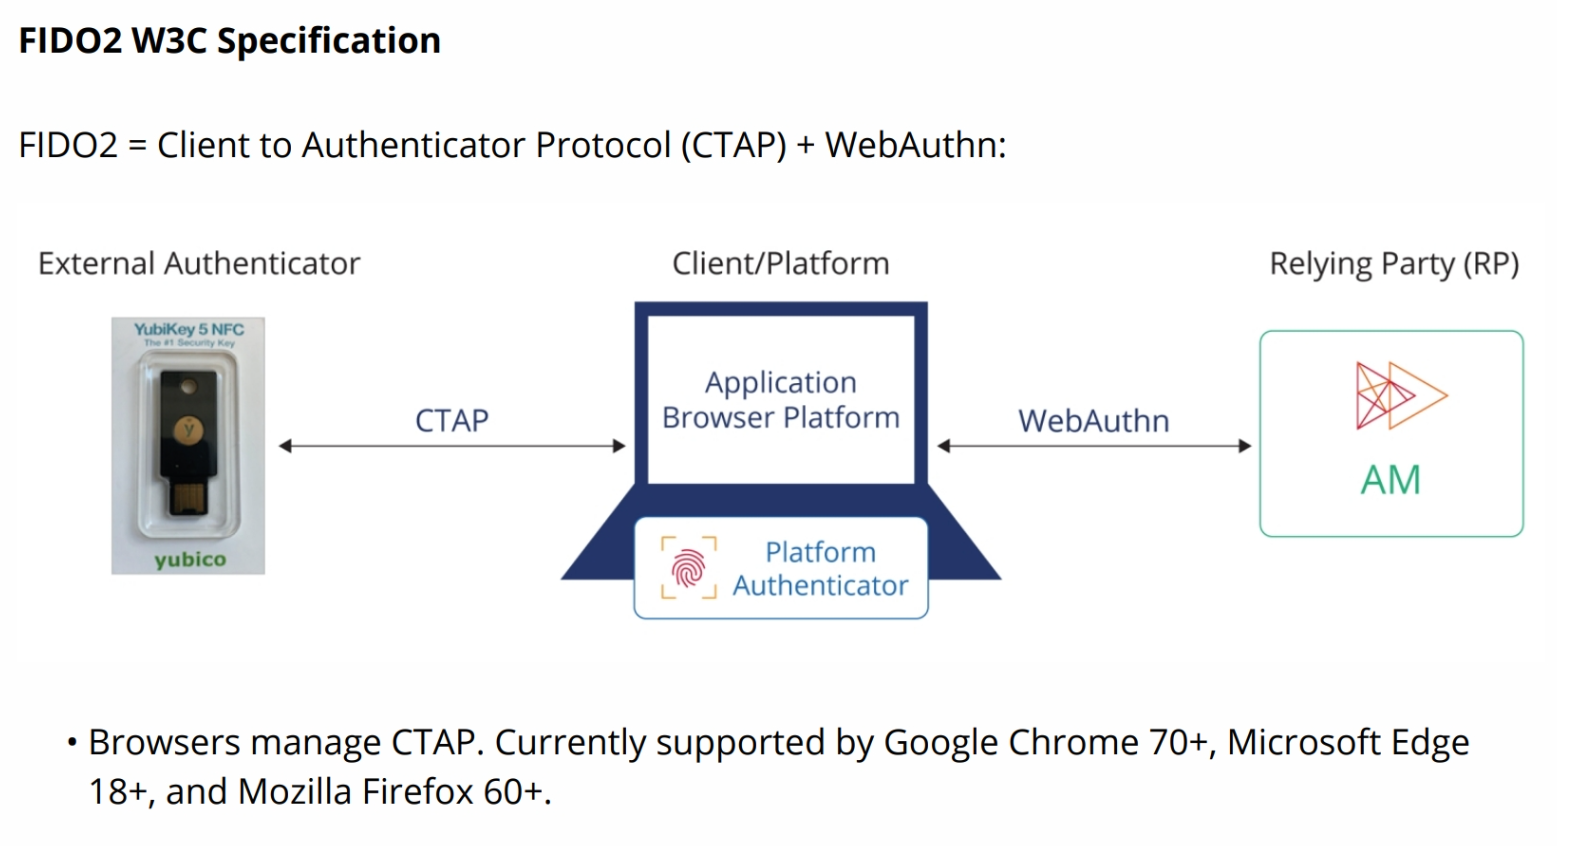 FIDO2 W3C Specification
FIDO2 = Client to Authenticator Protocol (CTAP) + WebAuthn:
External Authenticator
Client/Platform
Relying Party (RP)
YubiKey 5 NFC
The #1 Security Key
Y
yubico
CTAP
Application
Browser Platform
Platform
Authenticator
WebAuthn
AM
• Browsers manage CTAP. Currently supported by Google Chrome 70+, Microsoft Edge
18+, and Mozilla Firefox 60+.